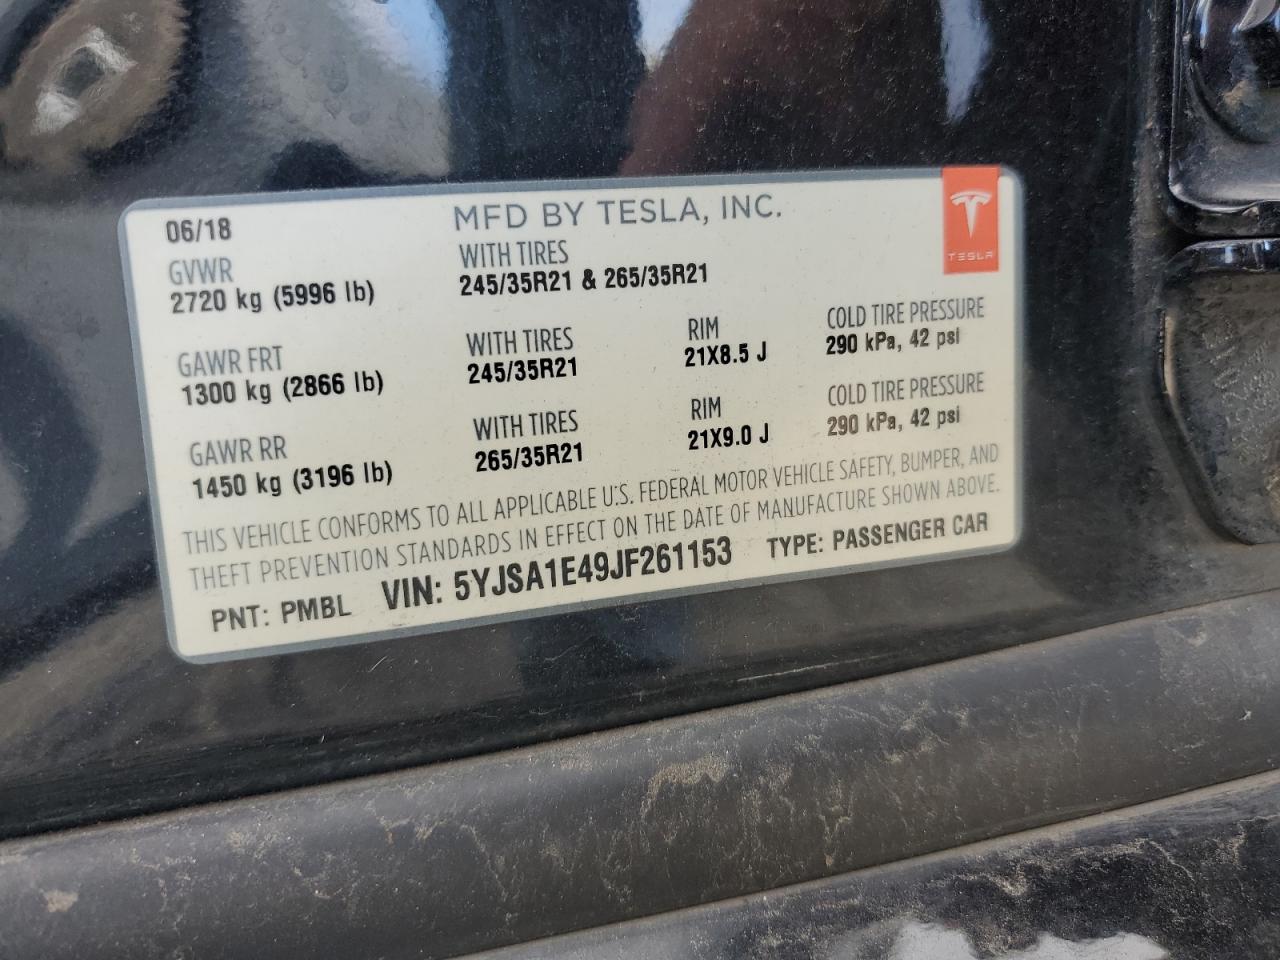 06/18 MFD BY TESLA, INC.
TESLA
GVWR WITH TIRES
2720 kg (5996 lb) 245/35R21 & 265/35R21
GAWR FRT WITH TIRES RIM COLD TIRE PRESSURE
1300 kg (2866 lb) 245/35R21 21X8.5 J 290 kPa, 42 psi
GAWR RR WITH TIRES RIM COLD TIRE PRESSURE
1450 kg (3196 lb) 265/35R21 21X9.0 J 290 kPa, 42 psi
THIS VEHICLE CONFORMS TO ALL APPLICABLE U.S. FEDERAL MOTOR VEHICLE SAFETY, BUMPER, AND
THEFT PREVENTION STANDARDS IN EFFECT ON THE DATE OF MANUFACTURE SHOWN ABOVE.
PNT: PMBL VIN: 5YJSA1E49JF261153 TYPE: PASSENGER CAR